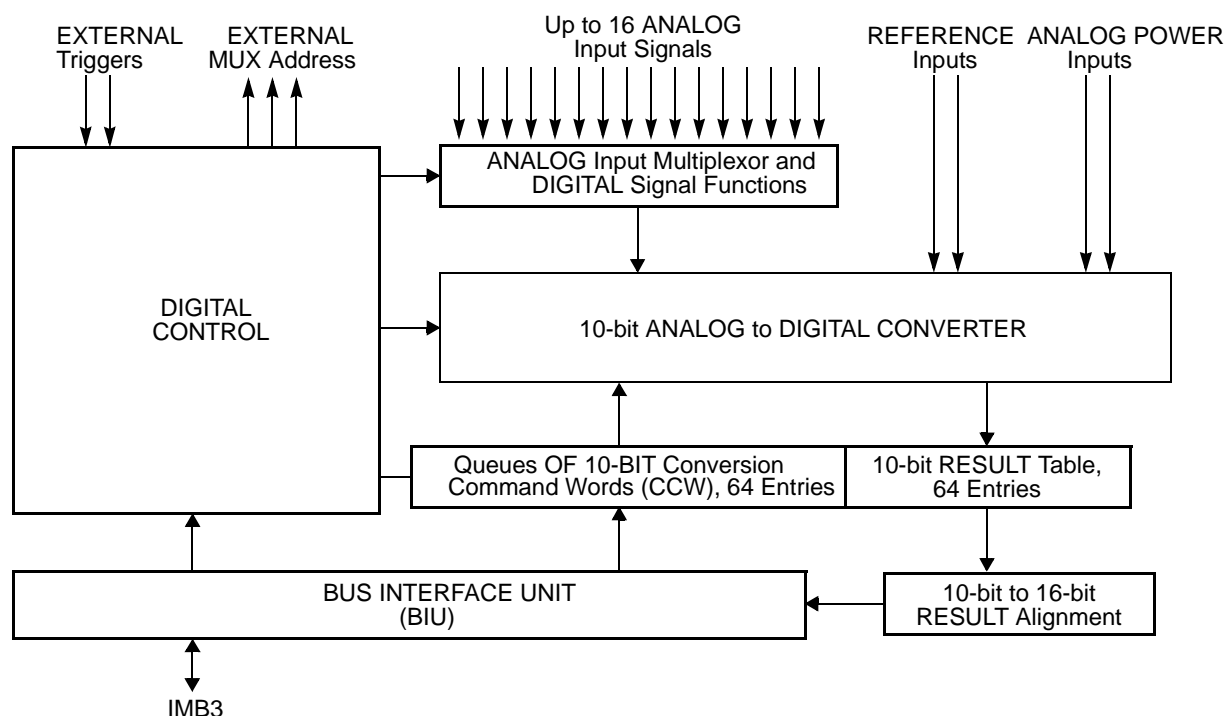 EXTERNAL
Triggers
EXTERNAL
MUX Address
Up to 16 ANALOG
Input Signals
REFERENCE
Inputs
ANALOG POWER
Inputs
ANALOG Input Multiplexor and
DIGITAL Signal Functions
DIGITAL
CONTROL
10-bit ANALOG to DIGITAL CONVERTER
Queues OF 10-BIT Conversion
Command Words (CCW), 64 Entries
10-bit RESULT Table,
64 Entries
BUS INTERFACE UNIT
(BIU)
10-bit to 16-bit
RESULT Alignment
IMB3